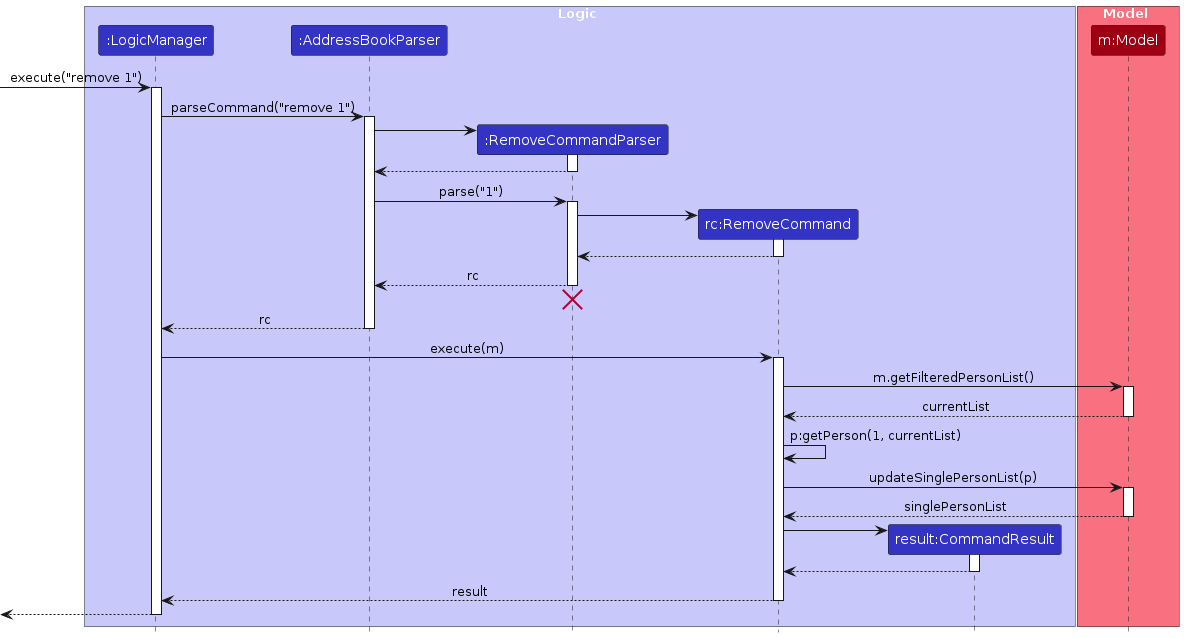 Logic
Model
:LogicManager
:AddressBookParser
m:Model
execute("remove 1")
parseCommand("remove 1")
:RemoveCommandParser
parse("1")
rc:RemoveCommand
rc
rc
execute(m)
m.getFilteredPersonList()
currentList
p:getPerson(1, currentList)
updateSinglePersonList(p)
singlePersonList
result:CommandResult
result